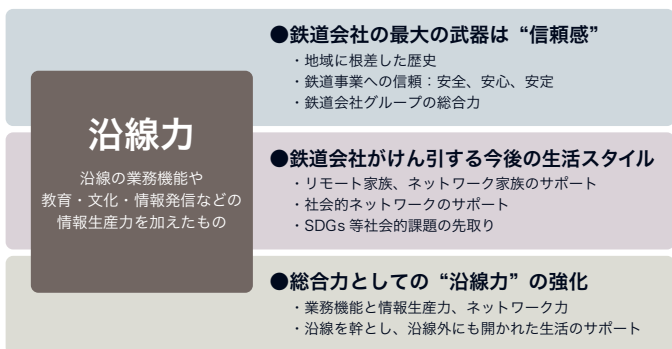 ●鉄道会社の最大の武器は“信頼感”
・地域に根差した歴史
・鉄道事業への信頼：安全、安心、安定
・鉄道会社グループの総合力
沿線力
沿線の業務機能や
教育・文化・情報発信などの
情報生産力を加えたもの
●鉄道会社がけん引する今後の生活スタイル
・リモート家族、ネットワーク家族のサポート
・社会的ネットワークのサポート
・SDGs 等社会的課題の先取り
●総合力としての“沿線力”の強化
・業務機能と情報生産力、ネットワーク力
・沿線を幹とし、沿線外にも開かれた生活のサポート